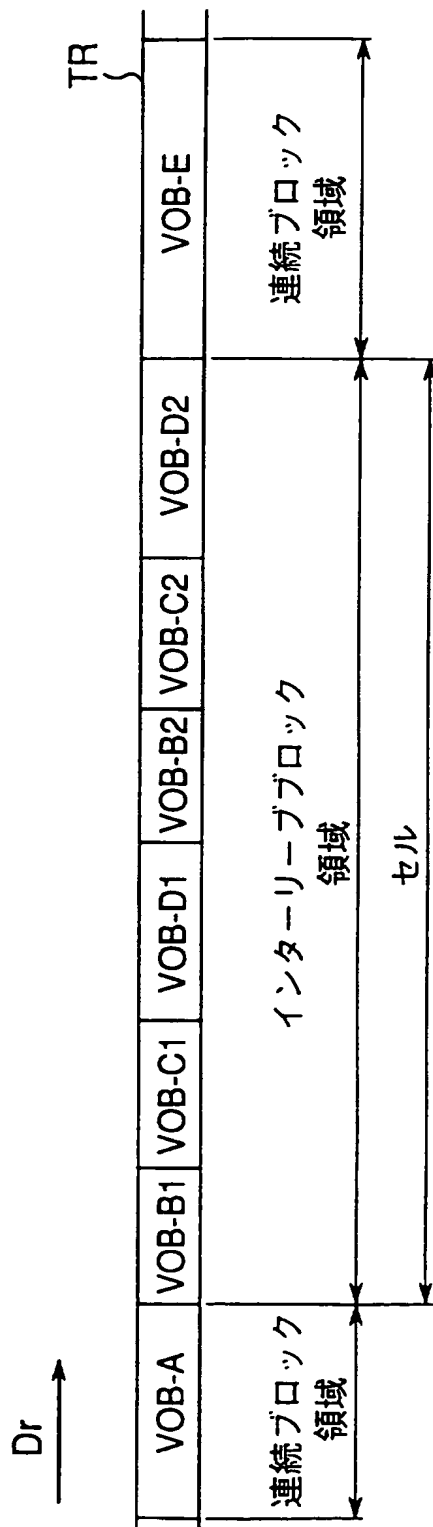 Dr
TR
VOB-A
VOB-B1
VOB-C1
VOB-D1
VOB-B2
VOB-C2
VOB-D2
VOB-E
連続ブロック
領域
インターリーブブロック
領域
連続ブロック
領域
セル